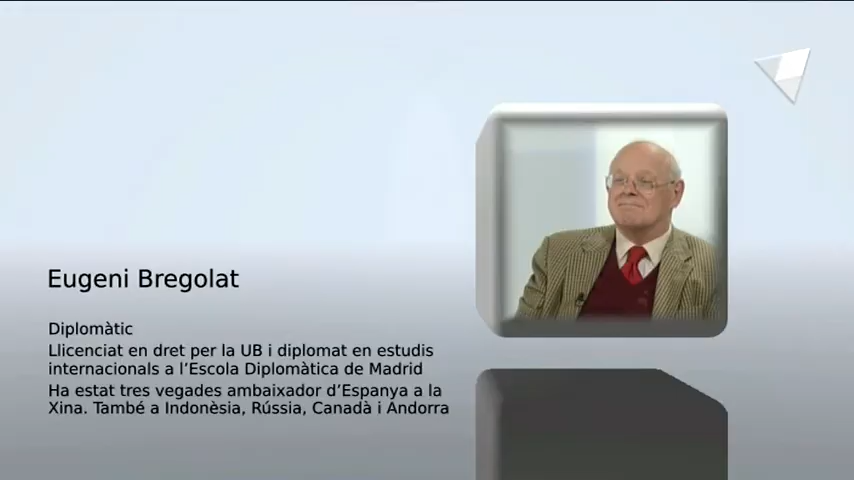 Eugeni Bregolat
Diplomàtic
Llicenciat en dret per la UB i diplomat en estudis
internacionals a l’Escola Diplomàtica de Madrid
Ha estat tres vegades ambaixador d’Espanya a la
Xina. També a Indonèsia, Rússia, Canadà i Andorra